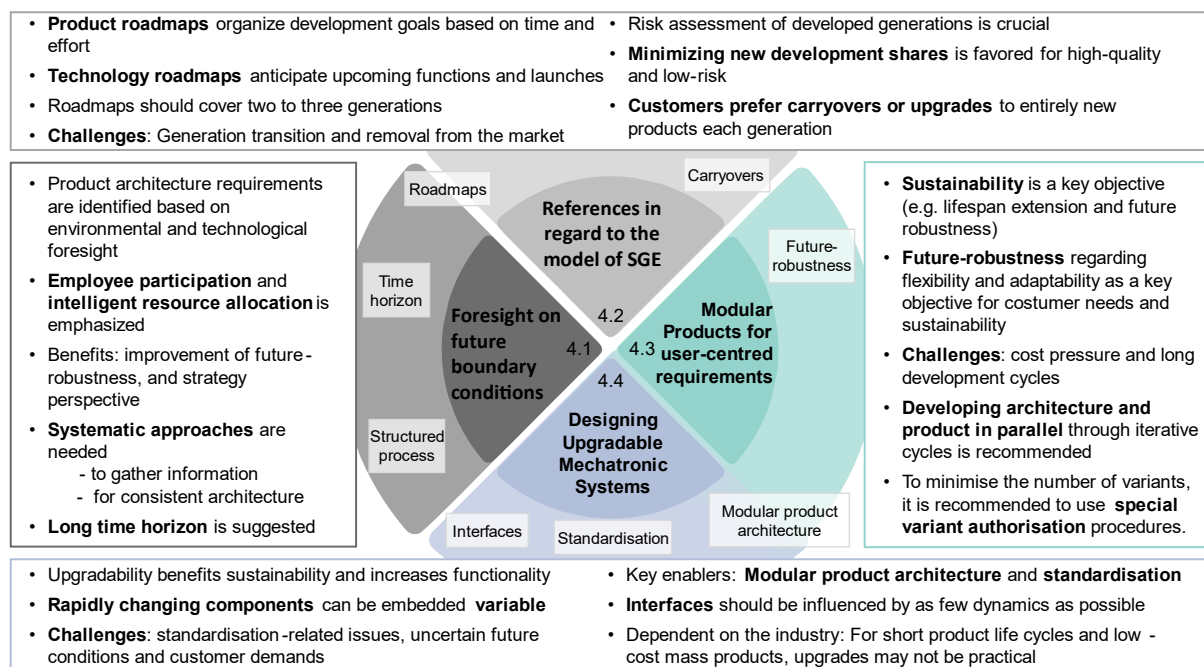 • Product roadmaps organize development goals based on time and
effort
• Technology roadmaps anticipate upcoming functions and launches
• Roadmaps should cover two to three generations
• Challenges: Generation transition and removal from the market
• Risk assessment of developed generations is crucial
• Minimizing new development shares is favored for high-quality
and low-risk
• Customers prefer carryovers or upgrades to entirely new
products each generation
• Product architecture requirements
are identified based on
environmental and technological
foresight
• Employee participation and
intelligent resource allocation is
emphasized
• Benefits: improvement of future-
robustness, and strategy
perspective
• Systematic approaches are
needed
- to gather information
- for consistent architecture
• Long time horizon is suggested
Roadmaps
Carryovers
References in
regard to the
model of SGE
4.2
Time
horizon
Foresight on
future
boundary
conditions
4.1
Structured
process
Future-
robustness
Modular
Products for
user-centred
requirements
4.3
4.4
Designing
Upgradable
Mechatronic
Systems
Interfaces
Standardisation
Modular product
architecture
• Sustainability is a key objective
(e.g. lifespan extension and future
robustness)
• Future-robustness regarding
flexibility and adaptability as a key
objective for costumer needs and
sustainability
• Challenges: cost pressure and long
development cycles
• Developing architecture and
product in parallel through iterative
cycles is recommended
• To minimise the number of variants,
it is recommended to use special
variant authorisation procedures.
• Upgradability benefits sustainability and increases functionality
• Rapidly changing components can be embedded variable
• Challenges: standardisation-related issues, uncertain future
conditions and customer demands
• Key enablers: Modular product architecture and standardisation
• Interfaces should be influenced by as few dynamics as possible
• Dependent on the industry: For short product life cycles and low-
cost mass products, upgrades may not be practical